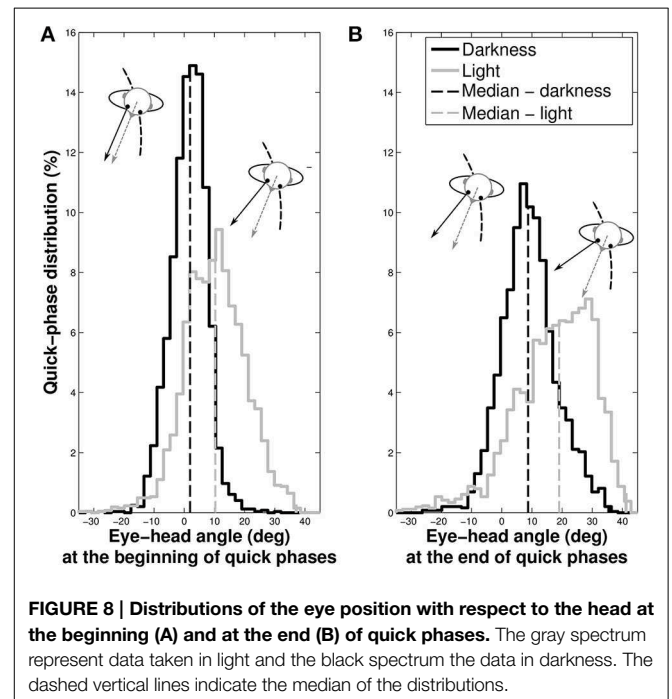 A
B
Darkness
Light
Median – darkness
Median – light
Quick–phase distribution (%)
16
14
12
10
8
6
4
2
0
−30 −20 −10 0 10 20 30 40
Eye−head angle (deg)
at the beginning of quick phases
16
14
12
10
8
6
4
2
0
−30 −20 −10 0 10 20 30 40
Eye−head angle (deg)
at the end of quick phases
FIGURE 8 | Distributions of the eye position with respect to the head at
the beginning (A) and at the end (B) of quick phases. The gray spectrum
represent data taken in light and the black spectrum the data in darkness. The
dashed vertical lines indicate the median of the distributions.